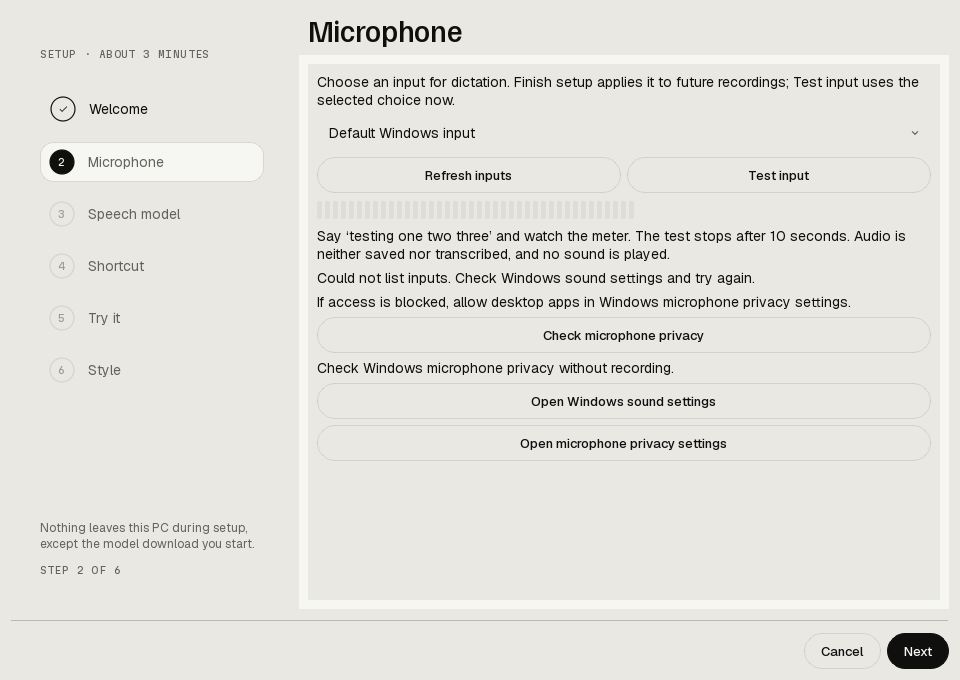 Microphone
SETUP · ABOUT 3 MINUTES
Welcome
2 Microphone
3 Speech model
4 Shortcut
5 Try it
6 Style
Nothing leaves this PC during setup,
except the model download you start.
STEP 2 OF 6
Choose an input for dictation. Finish setup applies it to future recordings; Test input uses the
selected choice now.
Default Windows input
Refresh inputs
Test input
Say ‘testing one two three’ and watch the meter. The test stops after 10 seconds. Audio is
neither saved nor transcribed, and no sound is played.
Could not list inputs. Check Windows sound settings and try again.
If access is blocked, allow desktop apps in Windows microphone privacy settings.
Check microphone privacy
Check Windows microphone privacy without recording.
Open Windows sound settings
Open microphone privacy settings
Cancel
Next